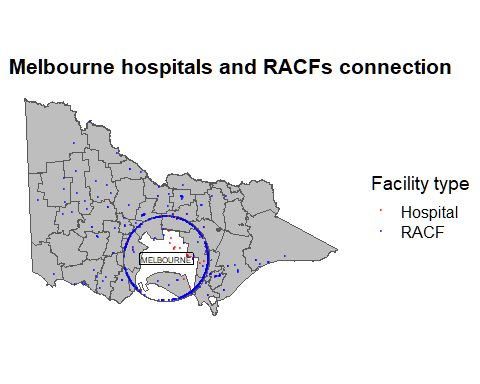 Melbourne hospitals and RACFs connection
Facility type
Hospital
RACF
MELBOURNE